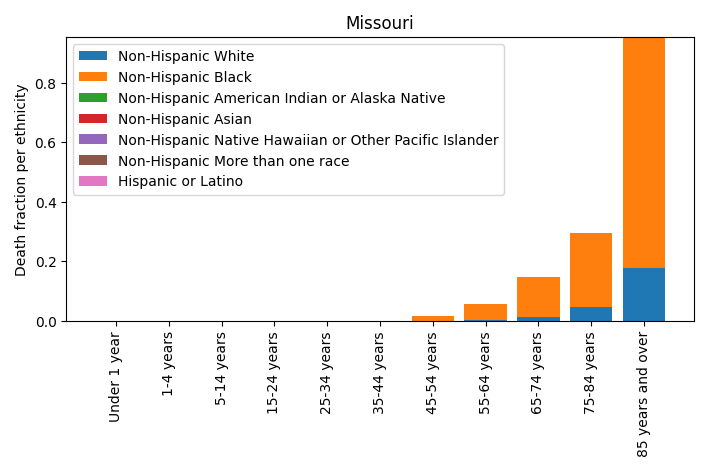 Missouri
Non-Hispanic White
Non-Hispanic Black
Non-Hispanic American Indian or Alaska Native
Non-Hispanic Asian
Non-Hispanic Native Hawaiian or Other Pacific Islander
Non-Hispanic More than one race
Hispanic or Latino
Death fraction per ethnicity
0.8
0.6
0.4
0.2
0.0
Under 1 year
1-4 years
5-14 years
15-24 years
25-34 years
35-44 years
45-54 years
55-64 years
65-74 years
75-84 years
85 years and over